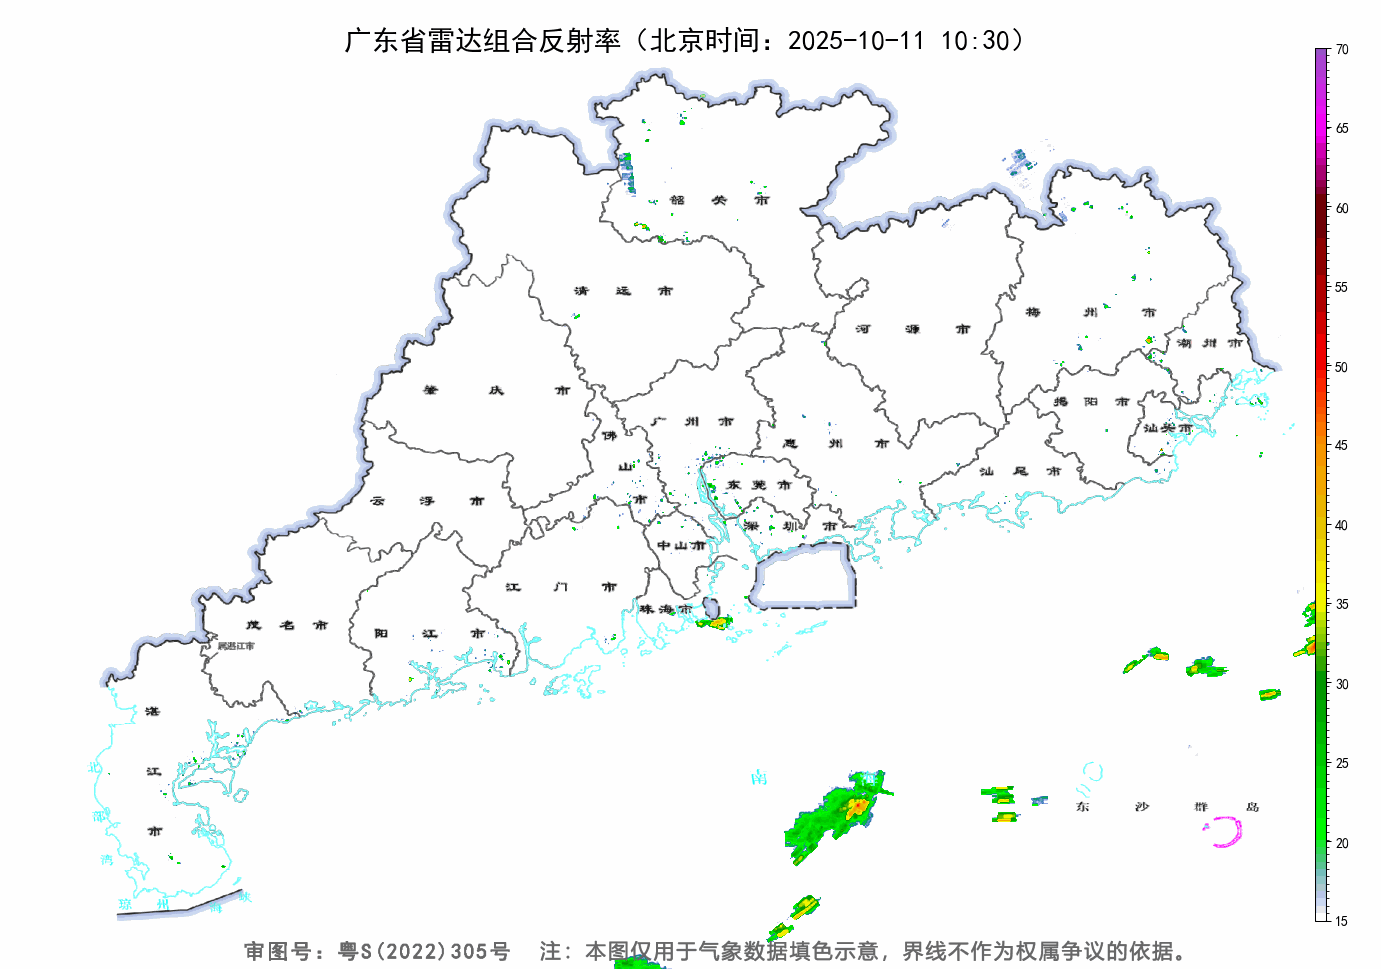 广东省雷达组合反射率（北京时间：2025-10-11 10:30）
70
65
60
55
50
45
40
35
30
25
20
15
韶关市
清远市
河源市
梅州市
潮州市
肇庆市
广州市
揭阳市
汕头市
佛山市
惠州市
汕尾市
东莞市
云浮市
深圳市
中山市
江门市
珠海市
茂名市
阳江市
属湛江市
湛江市
北部湾
南
东沙群岛
琼州海峡
审图号：粤S(2022)305号 注：本图仅用于气象数据填色示意，界线不作为权属争议的依据。